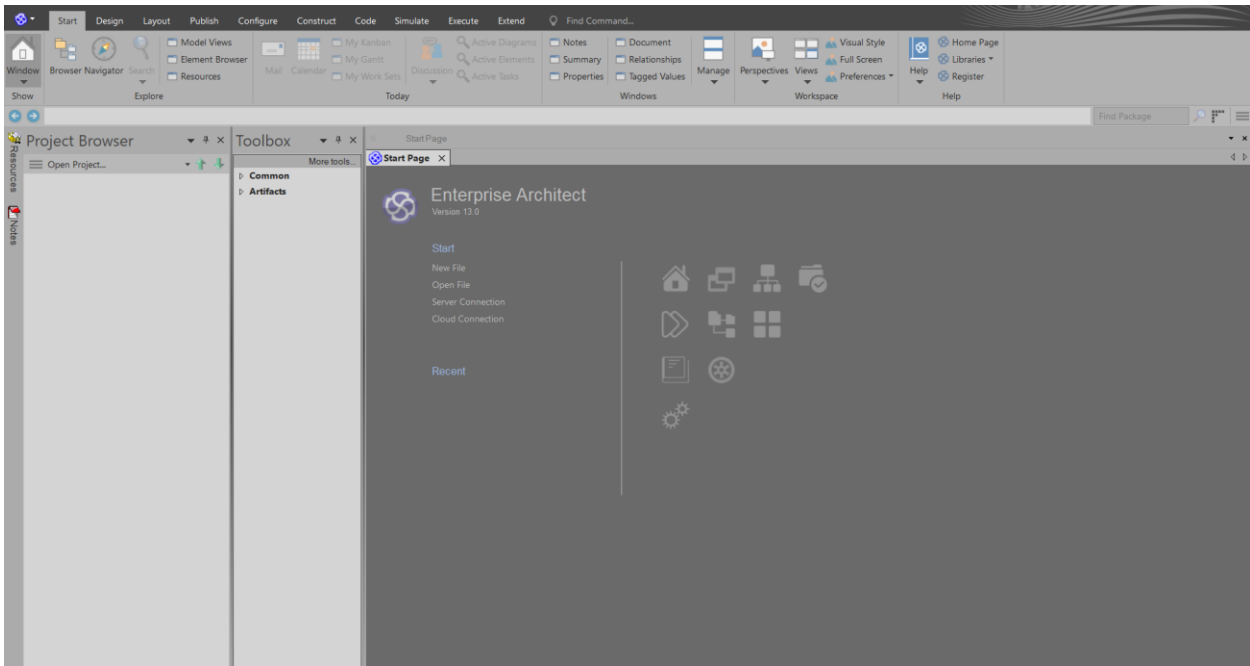 Start Design Layout Publish Configure Construct Code Simulate Execute Extend Find Command...
Window
Show
Browser Navigator Search
Model Views
Element Browser
Resources
Explore
Mail Calendar
My Kanban
My Gantt
My Work Sets
Discussion
Active Diagrams
Active Elements
Active Tasks
Today
Notes
Summary
Properties
Document
Relationships
Tagged Values
Manage
Windows
Perspectives Views
Visual Style
Full Screen
Preferences
Workspace
Help
Home Page
Libraries
Register
Help
Find Package
Resources
Notes
Project Browser
Open Project...
Toolbox
More tools...
Common
Artifacts
Start Page
Start Page
Enterprise Architect
Version 13.0
Start
New File
Open File
Server Connection
Cloud Connection
Recent